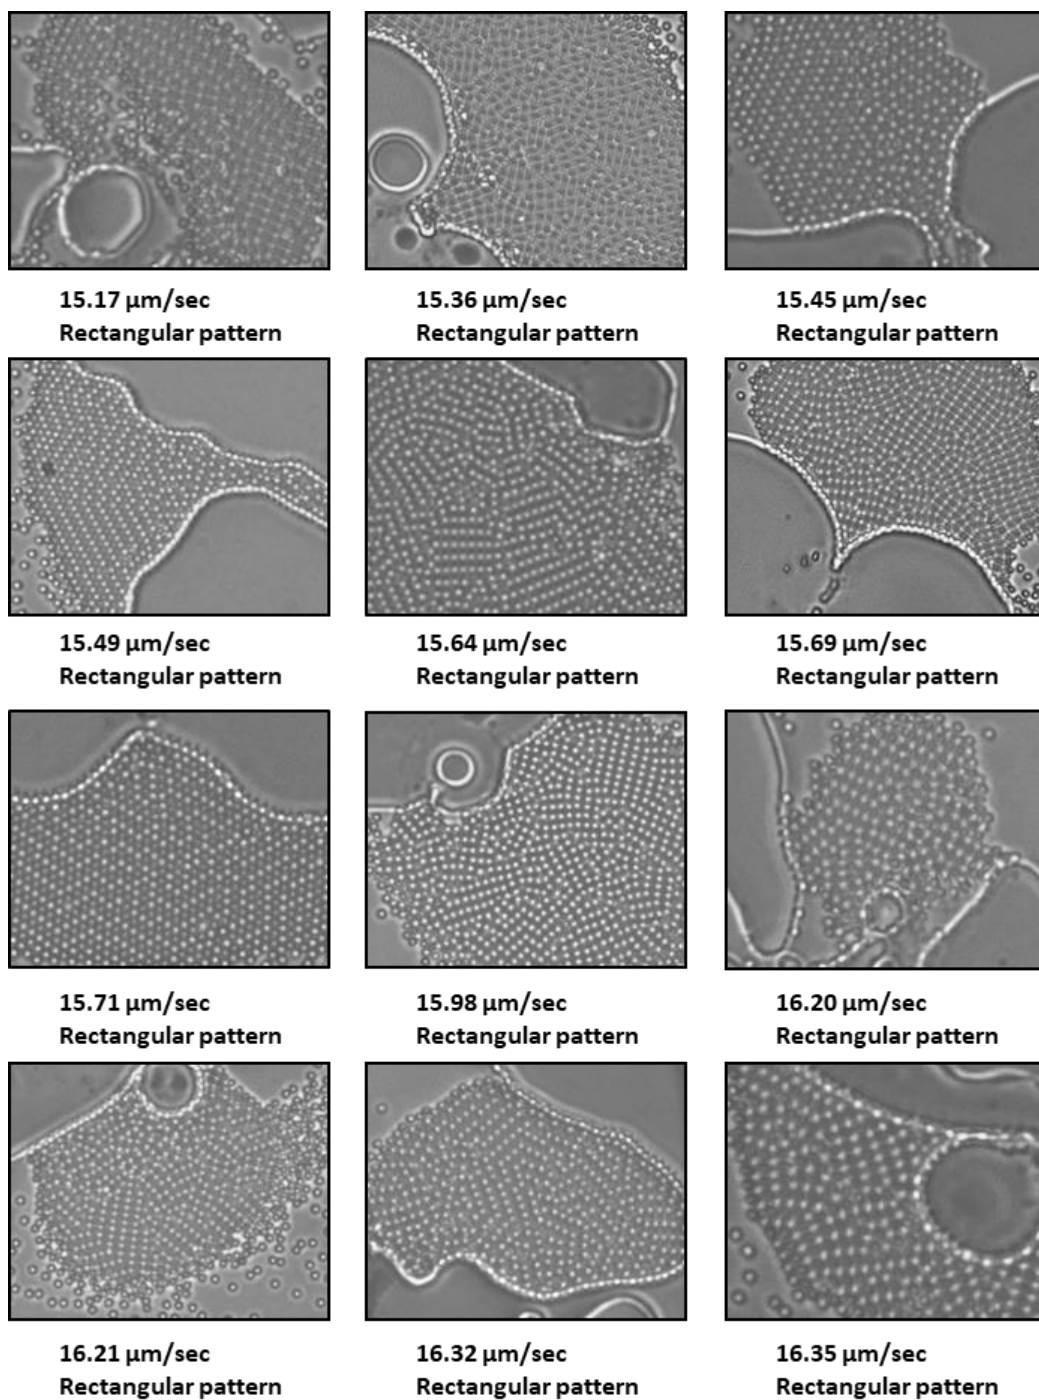 15.17 µm/sec
Rectangular pattern
15.36 µm/sec
Rectangular pattern
15.45 µm/sec
Rectangular pattern
15.49 µm/sec
Rectangular pattern
15.64 µm/sec
Rectangular pattern
15.69 µm/sec
Rectangular pattern
15.71 µm/sec
Rectangular pattern
15.98 µm/sec
Rectangular pattern
16.20 µm/sec
Rectangular pattern
16.21 µm/sec
Rectangular pattern
16.32 µm/sec
Rectangular pattern
16.35 µm/sec
Rectangular pattern